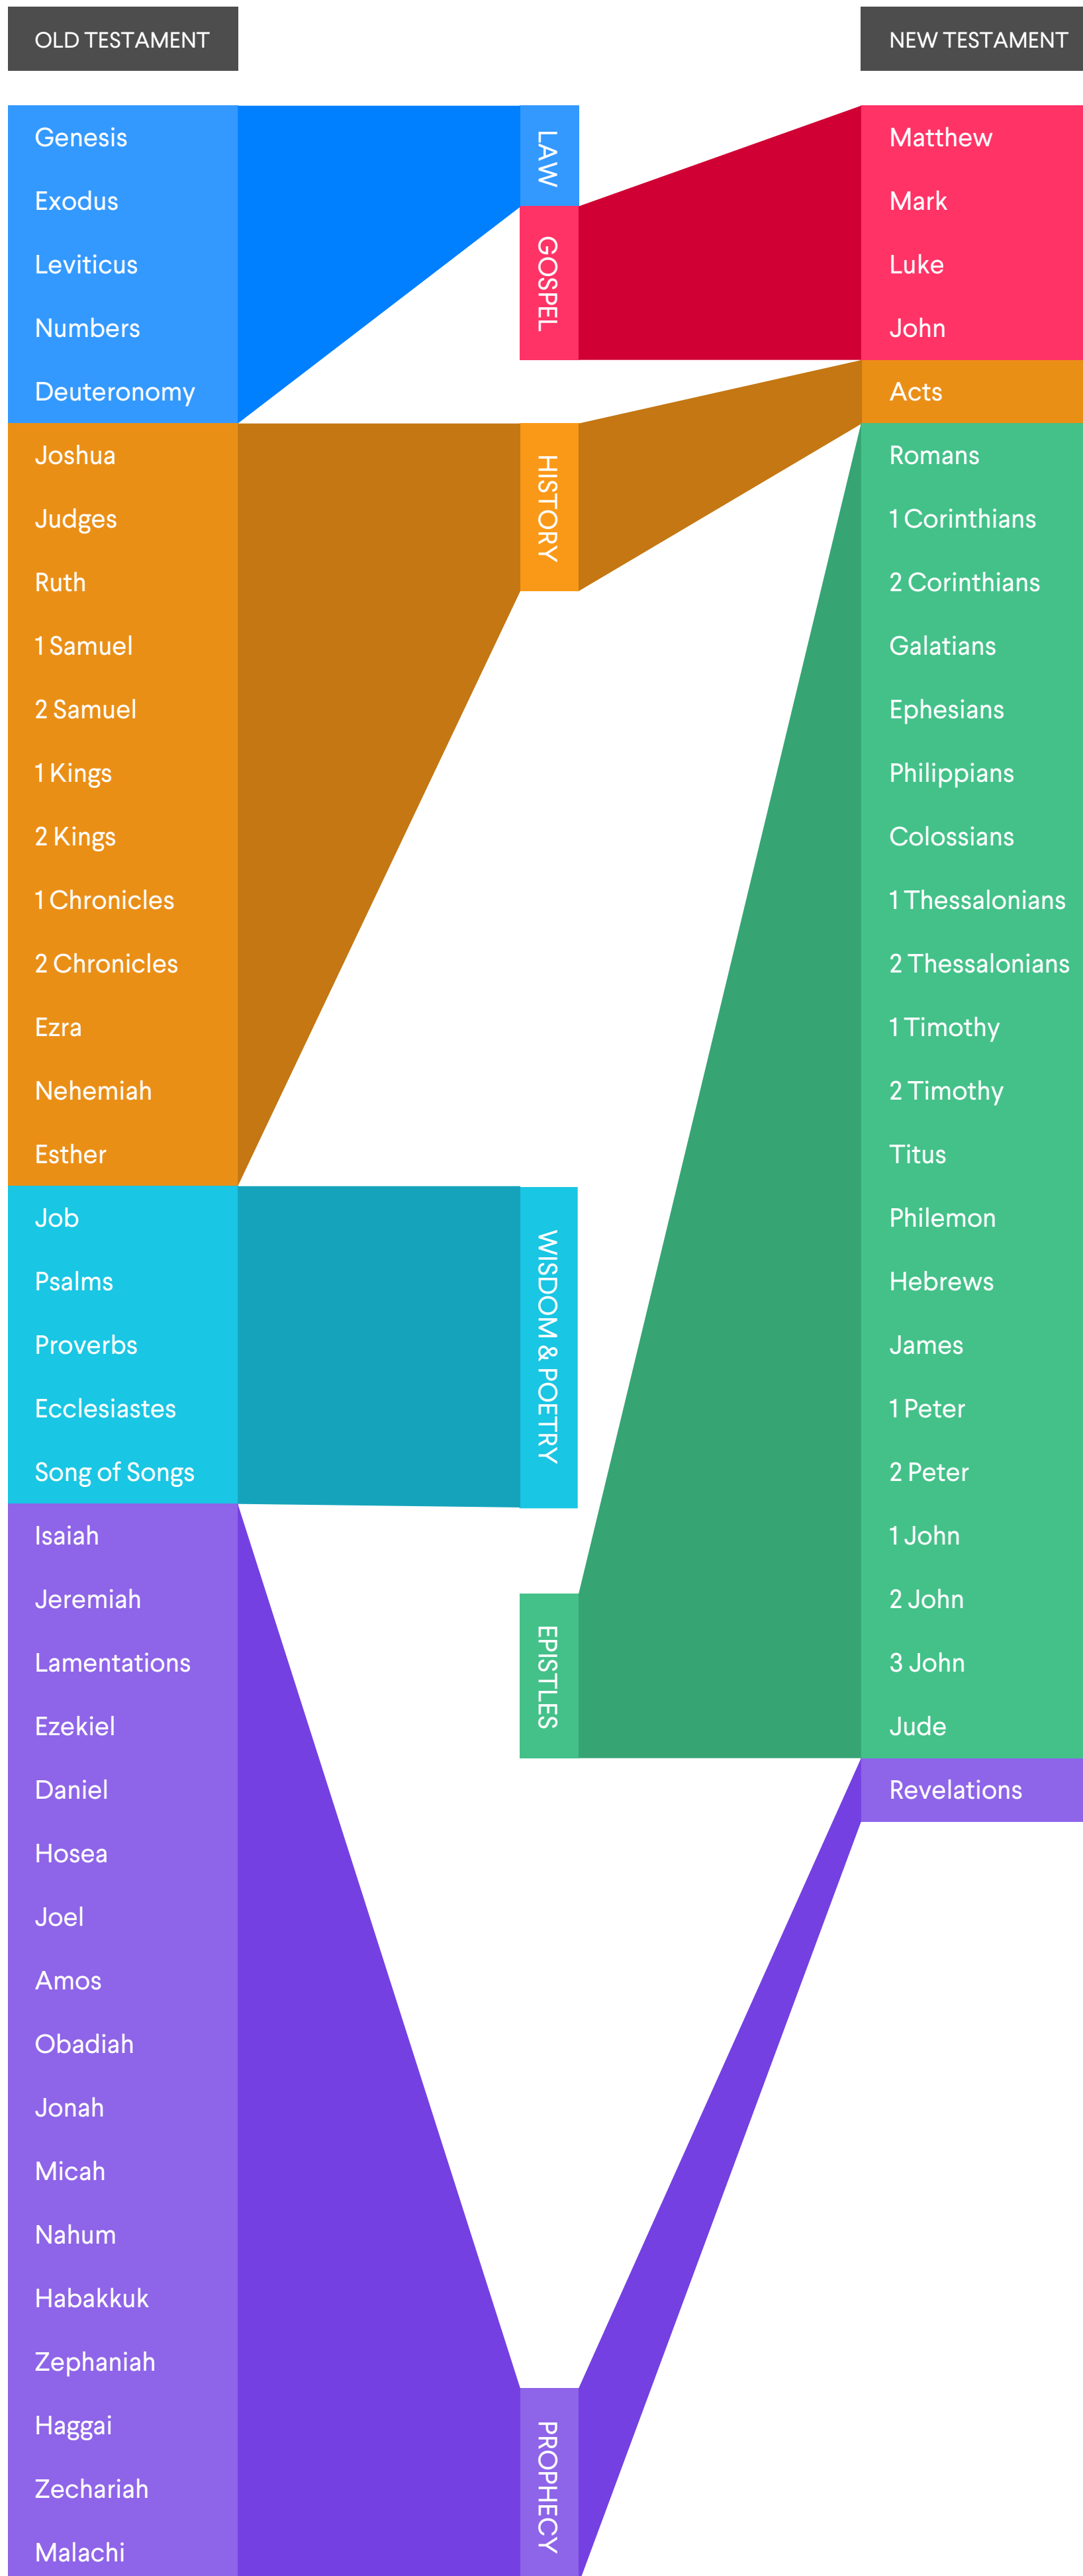 OLD TESTAMENT
Genesis
Exodus
Leviticus
Numbers
Deuteronomy
Joshua
Judges
Ruth
1 Samuel
2 Samuel
1 Kings
2 Kings
1 Chronicles
2 Chronicles
Ezra
Nehemiah
Esther
Job
Psalms
Proverbs
Ecclesiastes
Song of Songs
Isaiah
Jeremiah
Lamentations
Ezekiel
Daniel
Hosea
Joel
Amos
Obadiah
Jonah
Micah
Nahum
Habakkuk
Zephaniah
Haggai
Zechariah
Malachi
LAW
GOSPEL
HISTORY
WISDOM & POETRY
EPISTLES
PROPHECY
NEW TESTAMENT
Matthew
Mark
Luke
John
Acts
Romans
1 Corinthians
2 Corinthians
Galatians
Ephesians
Philippians
Colossians
1 Thessalonians
2 Thessalonians
1 Timothy
2 Timothy
Titus
Philemon
Hebrews
James
1 Peter
2 Peter
1 John
2 John
3 John
Jude
Revelations